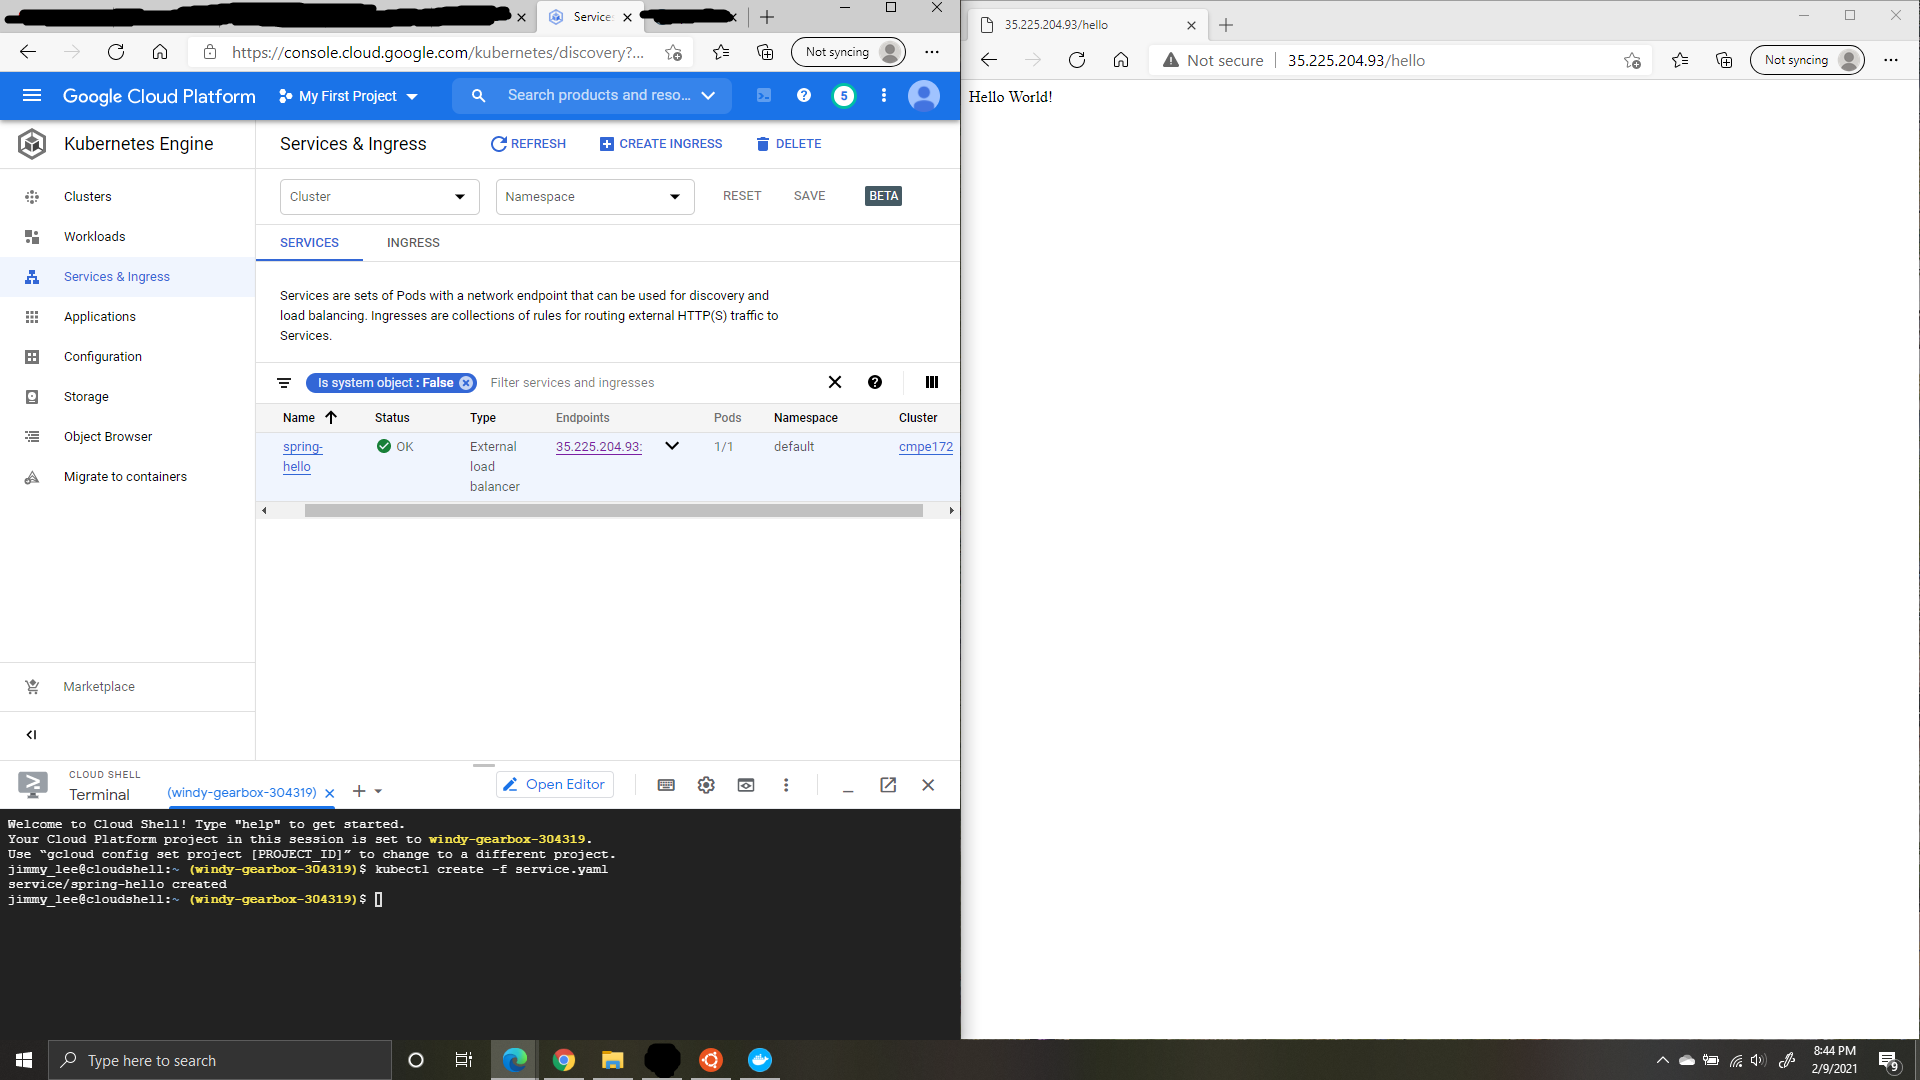 Service
https://console.cloud.google.com/kubernetes/discovery?...
Not syncing
Google Cloud Platform
My First Project
Search products and reso...
5
Kubernetes Engine
Clusters
Workloads
Services & Ingress
Applications
Configuration
Storage
Object Browser
Migrate to containers
Marketplace
Services & Ingress
REFRESH
CREATE INGRESS
DELETE
Cluster
Namespace
RESET
SAVE
BETA
SERVICES
INGRESS
Services are sets of Pods with a network endpoint that can be used for discovery and
load balancing. Ingresses are collections of rules for routing external HTTP(S) traffic to
Services.
Is system object : False
Filter services and ingresses
Name Status Type Endpoints Pods Namespace Cluster
spring- OK External 35.225.204.93: 1/1 default cmpe172
hello load
balancer
CLOUD SHELL
Terminal
(windy-gearbox-304319)
Open Editor
Welcome to Cloud Shell! Type "help" to get started.
Your Cloud Platform project in this session is set to windy-gearbox-304319.
Use “gcloud config set project [PROJECT_ID]” to change to a different project.
jimmy_lee@cloudshell:~ (windy-gearbox-304319)$ kubectl create -f service.yaml
service/spring-hello created
jimmy_lee@cloudshell:~ (windy-gearbox-304319)$
35.225.204.93/hello
Not secure
35.225.204.93/hello
Not syncing
Hello World!
Type here to search
8:44 PM
2/9/2021
9